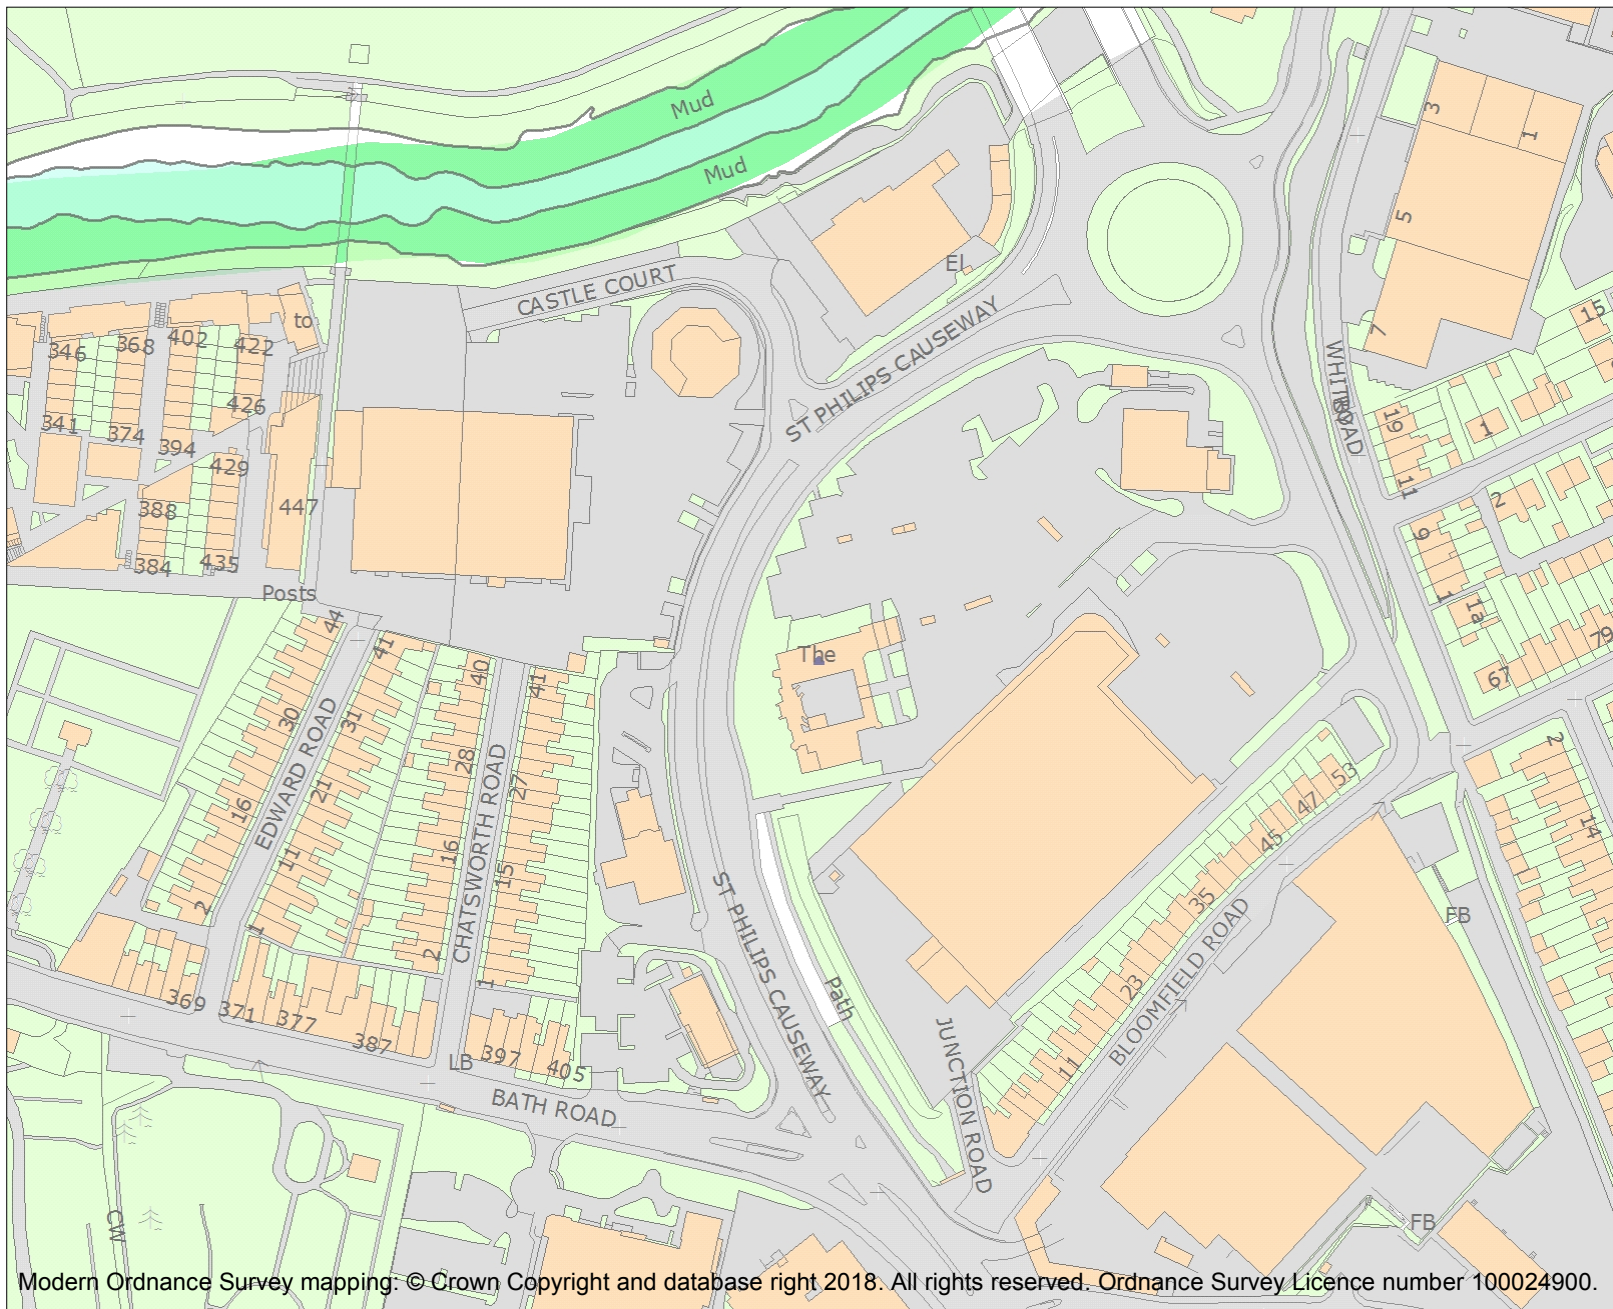 Mud
Mud
CASTLE COURT
El
ST PHILIPS CAUSEWAY
3
1
5
7
15
to
346
368
402
422
426
341
374
394
429
447
388
384
435
Posts
WHITBY ROAD
19
11
1
2
9
1
1a
79
67
The
44
41
40
41
30
31
28
27
EDWARD ROAD
CHATSWORTH ROAD
16
21
16
15
11
2
1
2
1
369
371
377
387
LB
397
405
BATH ROAD
ST PHILIPS CAUSEWAY
Path
JUNCTION ROAD
BLOOMFIELD ROAD
53
47
45
35
23
11
2
14
FB
FB
CW
Modern Ordnance Survey mapping: © Crown Copyright and database right 2018. All rights reserved. Ordnance Survey Licence number 100024900.